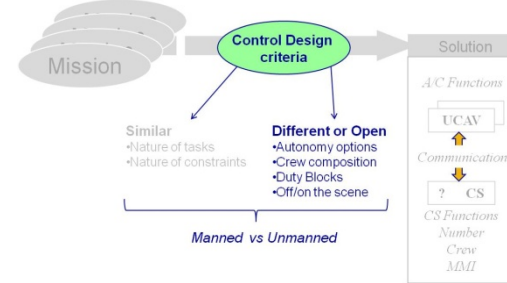 Mission
Control Design
criteria
Solution
Similar
•Nature of tasks
•Nature of constraints
Different or Open
•Autonomy options
•Crew composition
•Duty Blocks
•Off/on the scene
Manned vs Unmanned
A/C Functions
UCAV
Communication
? CS
CS Functions
Number
Crew
MMI